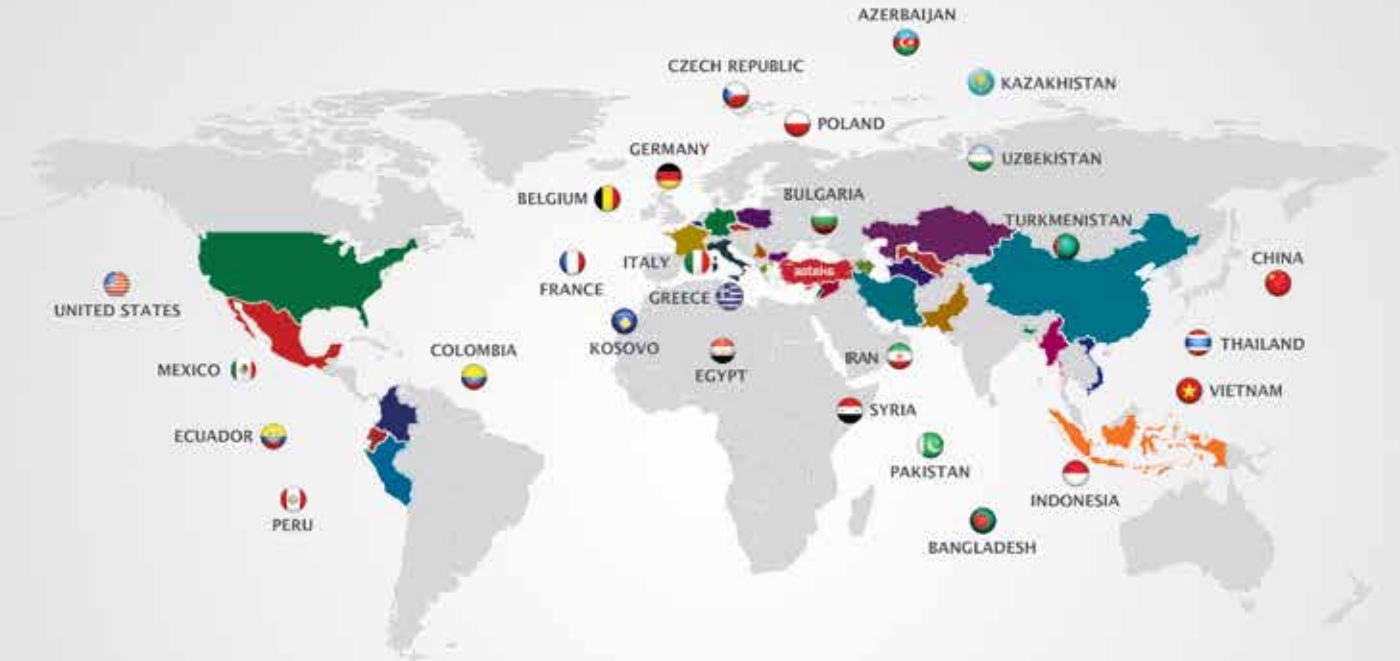 AZERBAIJAN
CZECH REPUBLIC
KAZAKHISTAN
POLAND
GERMANY
UZBEKISTAN
BELGIUM
BULGARIA
TURKMENISTAN
ITALY
CHINA
FRANCE
GREECE
UNITED STATES
KOSOVO
THAILAND
COLOMBIA
EGYPT
IRAN
MEXICO
VIETNAM
SYRIA
ECUADOR
PAKISTAN
INDONESIA
PERU
BANGLADESH